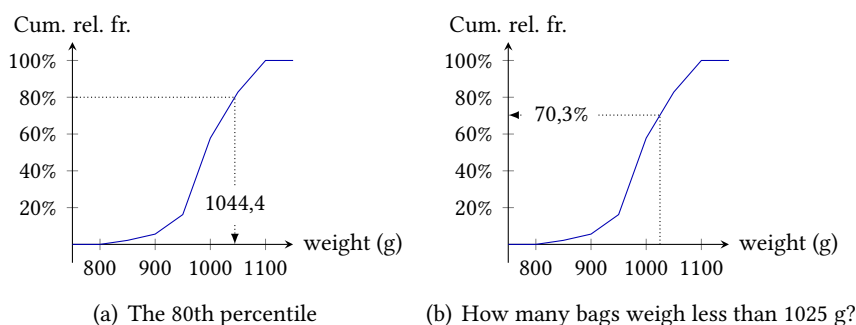 Cum. rel. fr.
100%
80%
60%
40%
20%
1044,4
weight (g)
800 900 1000 1100
(a) The 80th percentile
Cum. rel. fr.
100%
80%
70,3%
60%
40%
20%
weight (g)
800 900 1000 1100
(b) How many bags weigh less than 1025 g?